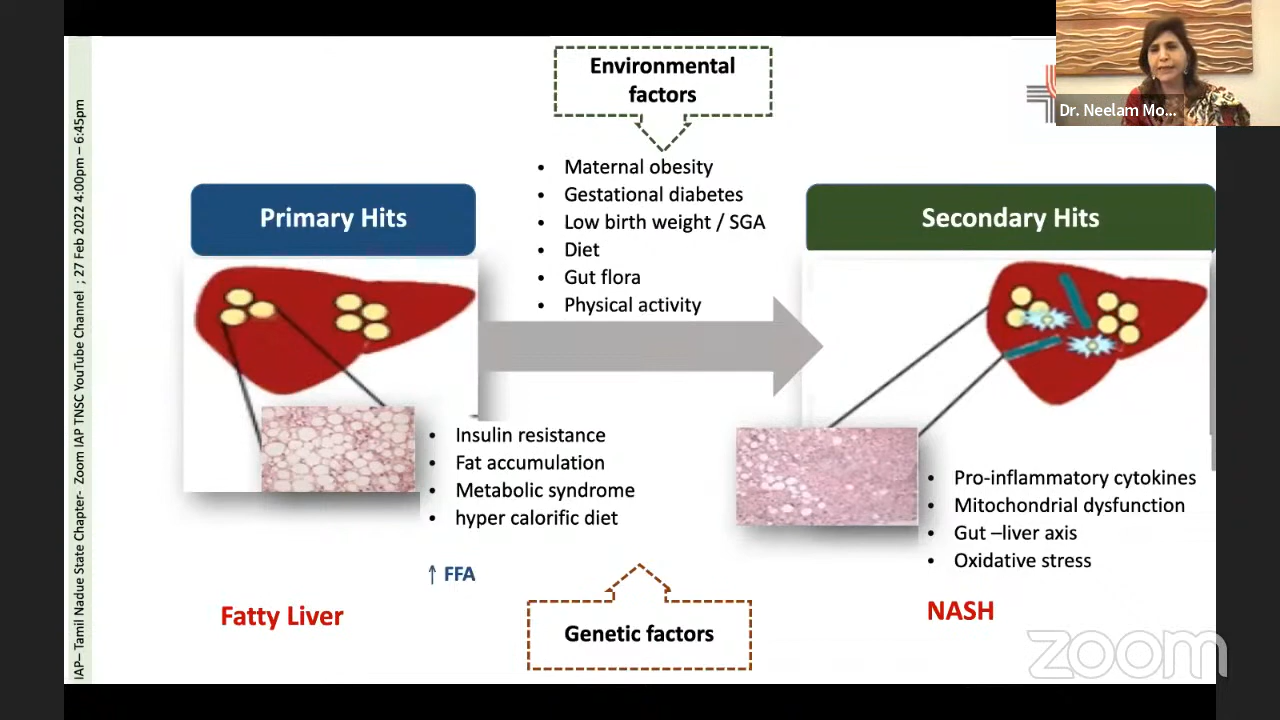 IAP– Tamil Nadue State Chapter- Zoom IAP TNSC YouTube Channel ; 27 Feb 2022 4:00pm – 6:45pm
Environmental
factors
Dr. Neelam Mo...
• Maternal obesity
• Gestational diabetes
• Low birth weight / SGA
• Diet
• Gut flora
• Physical activity
Primary Hits
Secondary Hits
• Insulin resistance
• Fat accumulation
• Metabolic syndrome
• hyper calorific diet
↑ FFA
Fatty Liver
• Pro-inflammatory cytokines
• Mitochondrial dysfunction
• Gut –liver axis
• Oxidative stress
NASH
Genetic factors
zoom